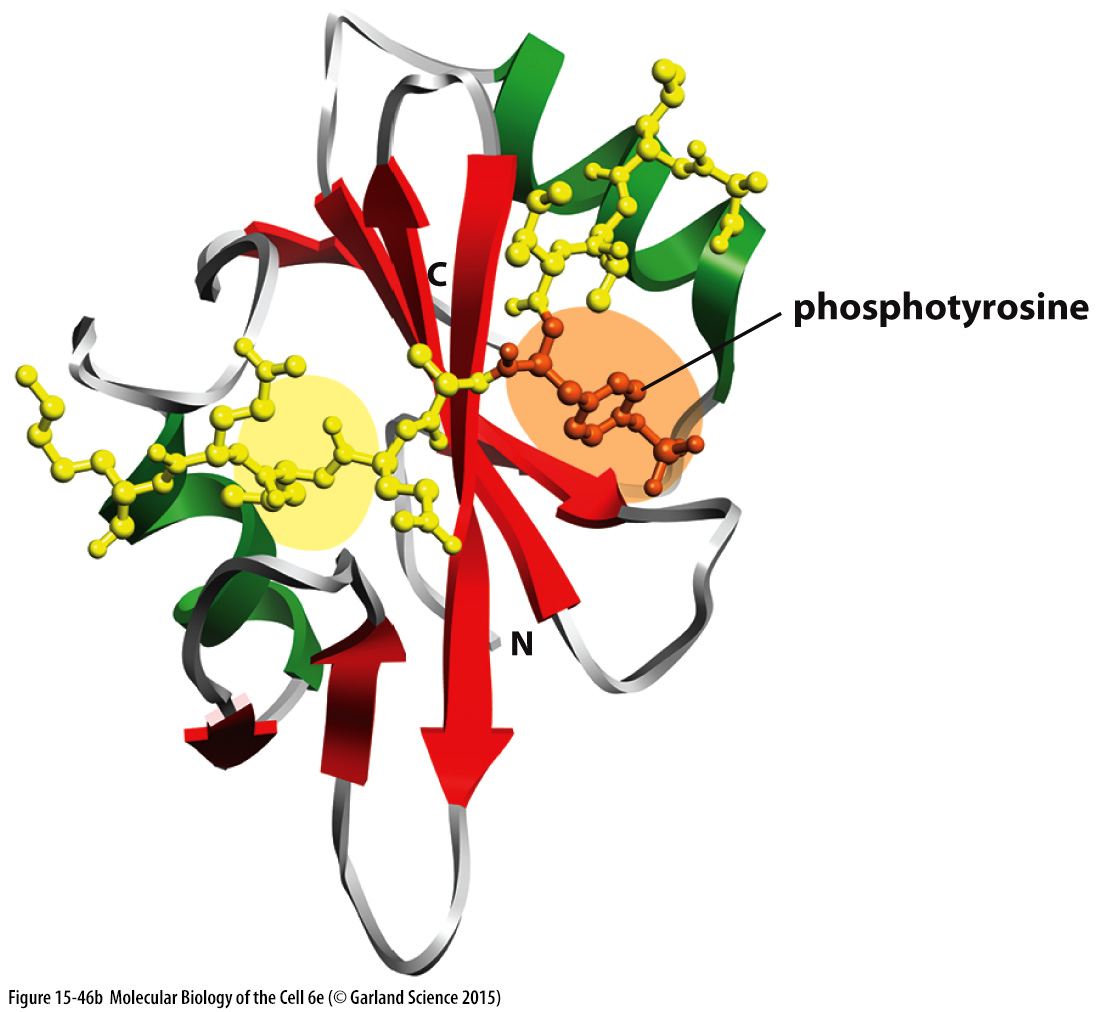 C
phosphotyrosine
N
Figure 15-46b Molecular Biology of the Cell 6e (© Garland Science 2015)